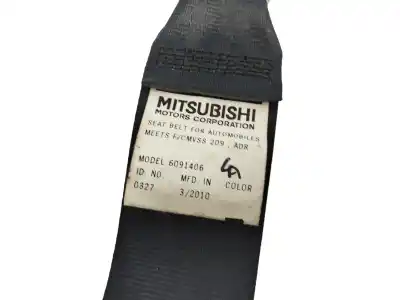 MITSUBISHI
MOTORS CORPORATION
SEAT BELT FOR AUTOMOBILES
MEETS F/CMVSS 209 , ADR
MODEL 6091406
ID NO. MFD. IN COLOR
0327 3/2010